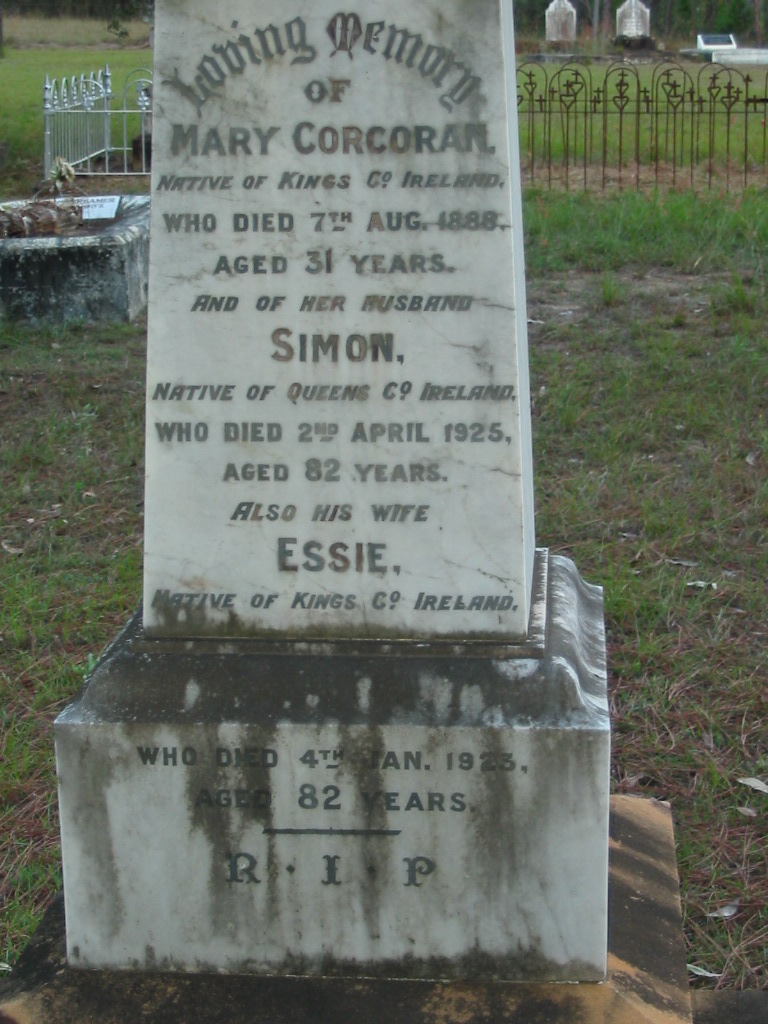 Loving Memory
OF
MARY CORCORAN.
NATIVE OF KINGS Co IRELAND.
WHO DIED 7TH AUG. 1888.
AGED 31 YEARS.
AND OF HER HUSBAND
SIMON,
NATIVE OF QUEENS Co IRELAND.
WHO DIED 2ND APRIL 1925,
AGED 82 YEARS.
ALSO HIS WIFE
ESSIE,
NATIVE OF KINGS Co IRELAND.
WHO DIED 4TH JAN. 1923,
AGED 82 YEARS.
R · I · P